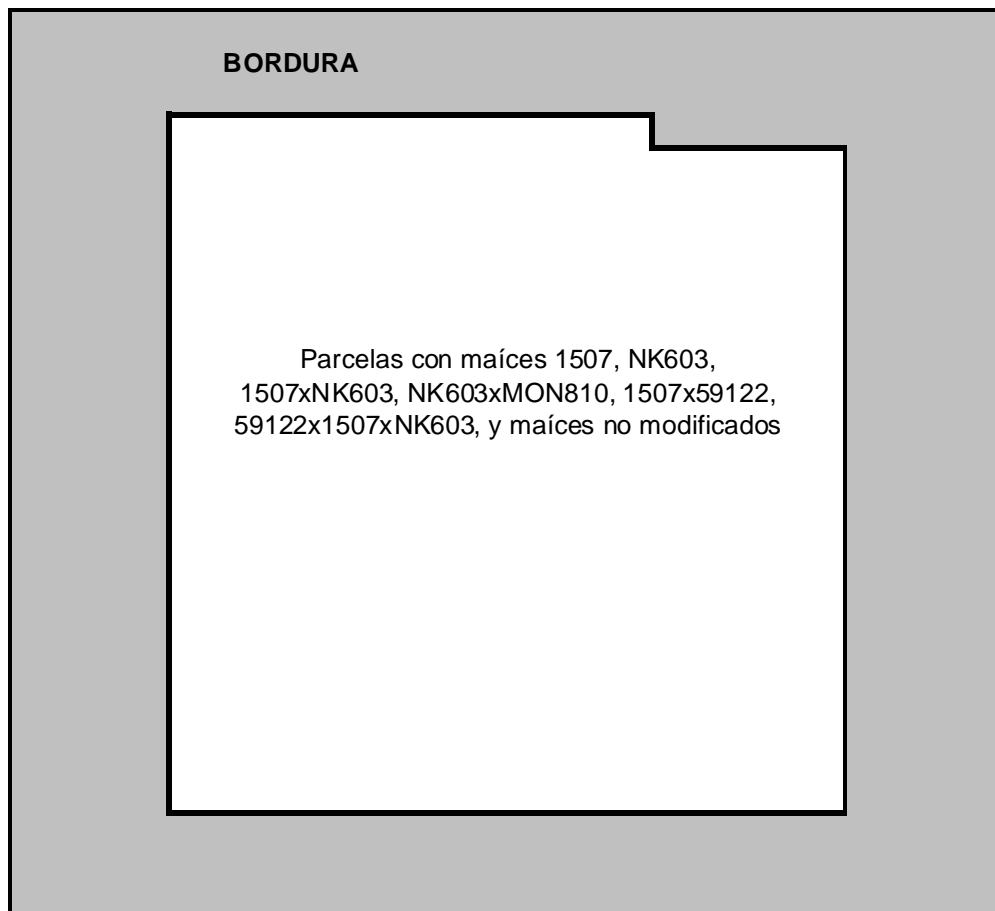 BORDURA
Parcelas con maíces 1507, NK603,
1507xNK603, NK603xMON810, 1507x59122,
59122x1507xNK603, y maíces no modificados